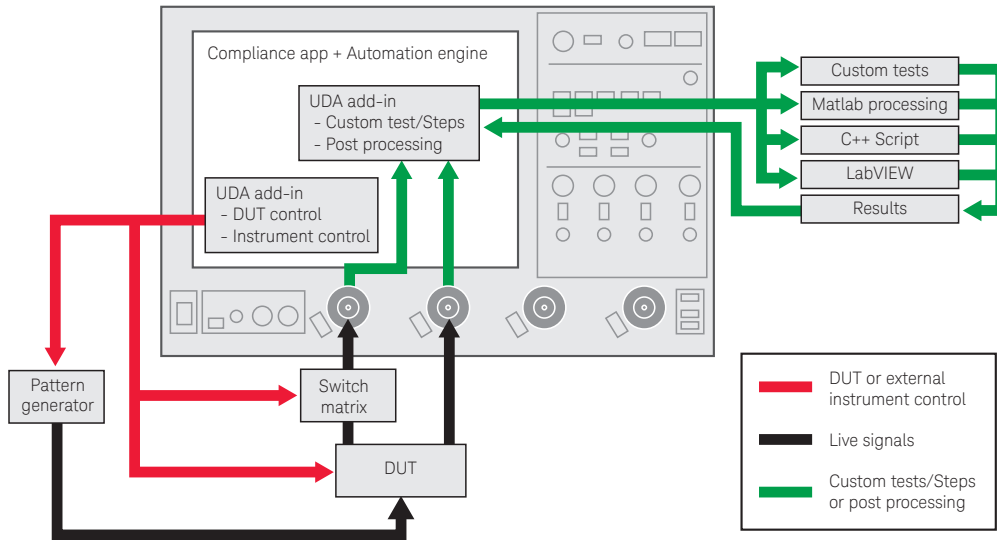 Compliance app + Automation engine
UDA add-in
- Custom test/Steps
- Post processing
UDA add-in
- DUT control
- Instrument control
Custom tests
Matlab processing
C++ Script
LabVIEW
Results
Pattern
generator
Switch
matrix
DUT
DUT or external
instrument control
Live signals
Custom tests/Steps
or post processing